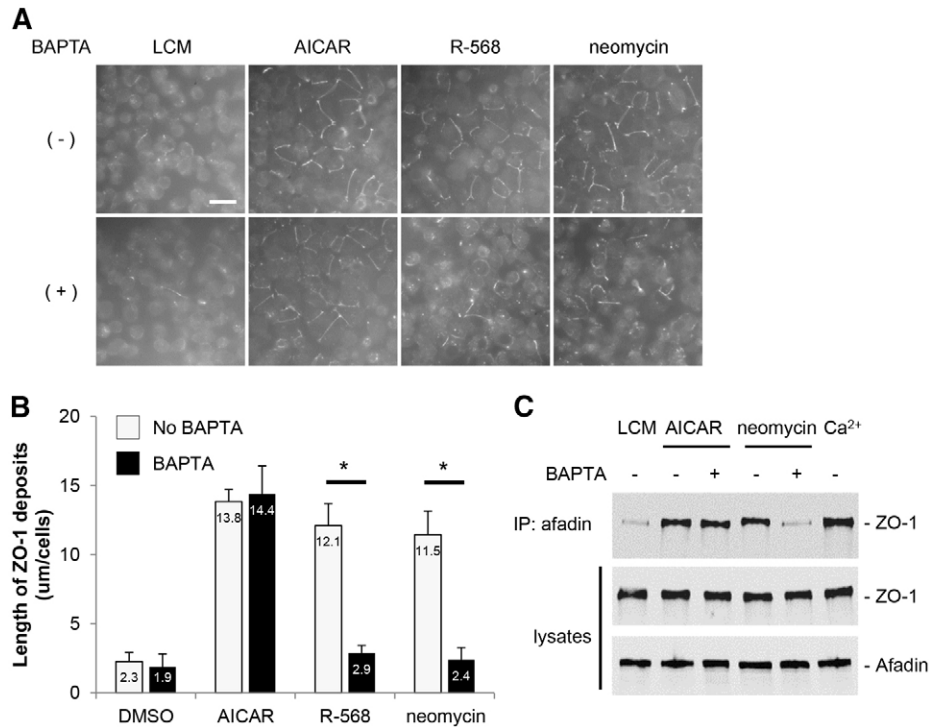 A
BAPTA LCM AICAR R-568 neomycin
( - )
( + )
B
Length of ZO-1 deposits
(um/cells)
20
15
10
5
0
No BAPTA
BAPTA
* *
13.8 14.4 12.1 11.5
2.3 1.9 2.9 2.4
DMSO AICAR R-568 neomycin
C
LCM AICAR neomycin Ca²⁺
BAPTA - - + - + -
IP: afadin - ZO-1
- ZO-1
lysates
- Afadin